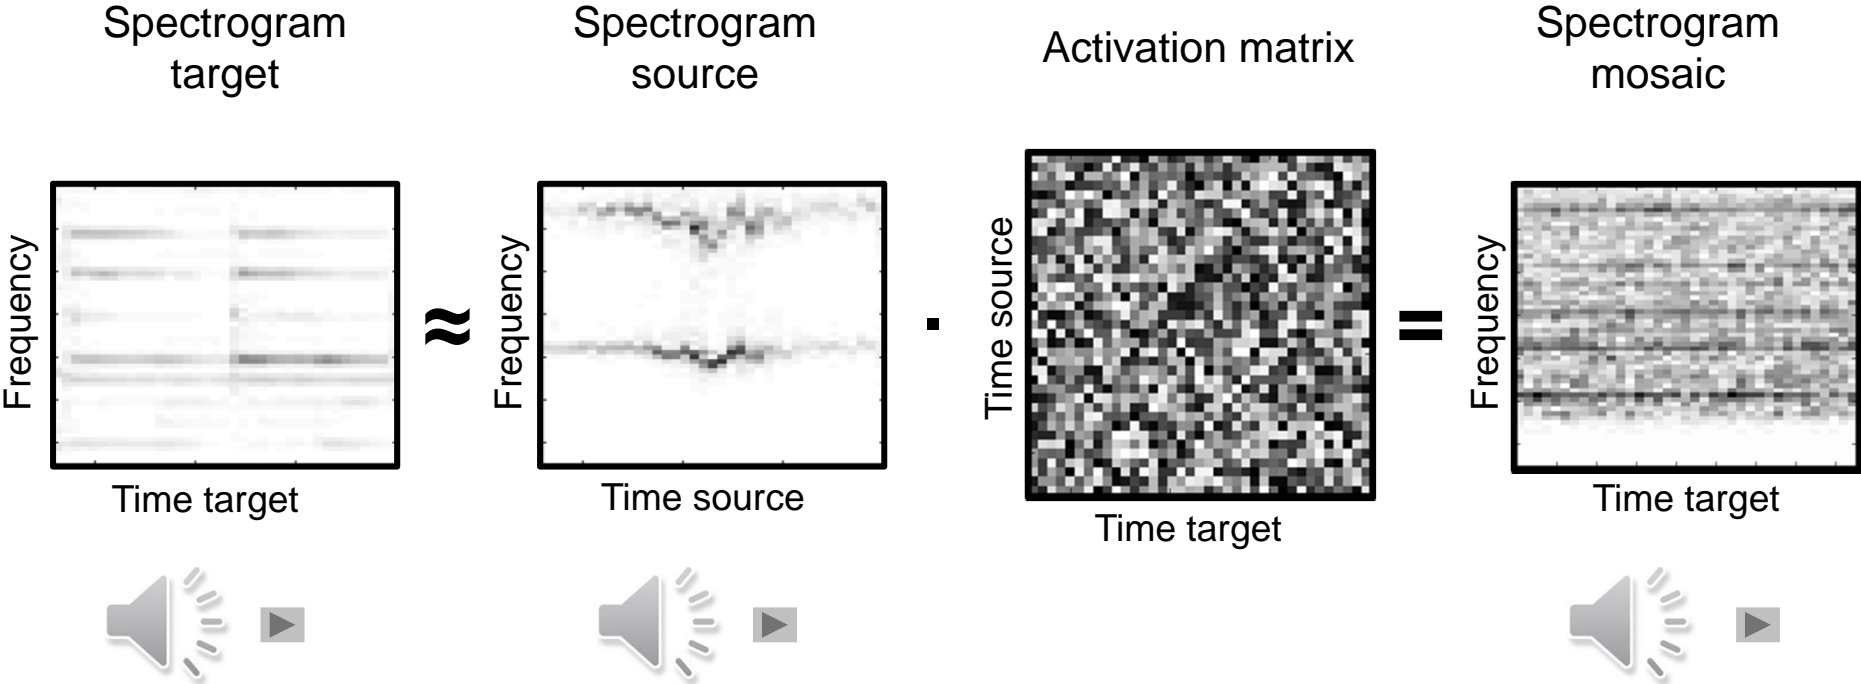 Spectrogram
target
Spectrogram
source
Activation matrix
Spectrogram
mosaic
Frequency
≈
Frequency
·
Time source
=
Frequency
Time target
Time source
Time target
Time target